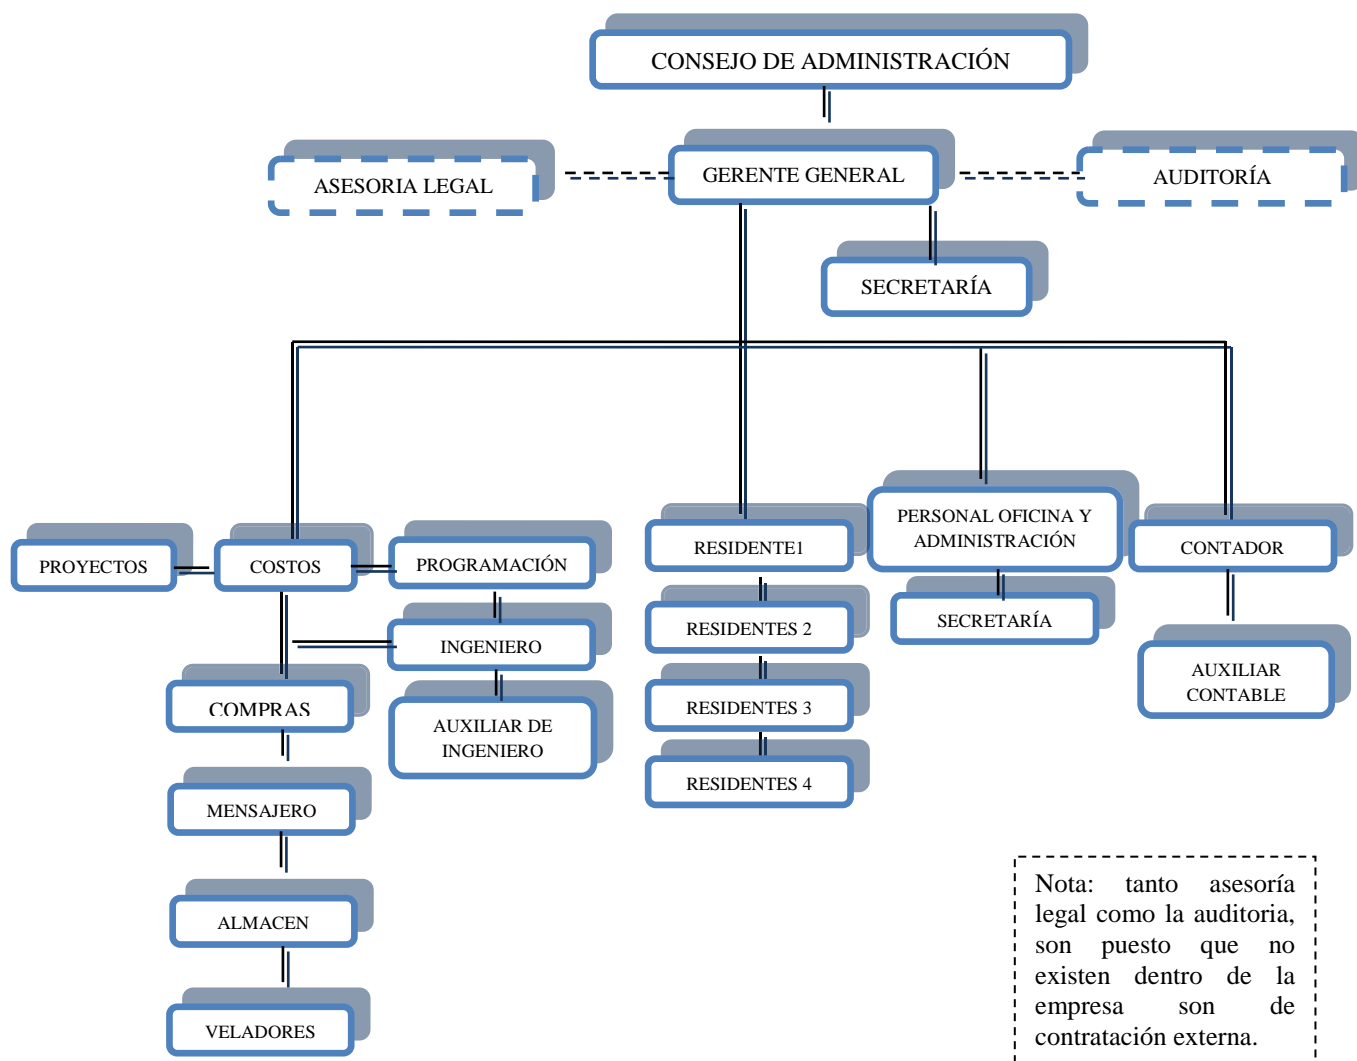 CONSEJO DE ADMINISTRACIÓN
ASESORIA LEGAL
GERENTE GENERAL
AUDITORÍA
SECRETARÍA
PROYECTOS
COSTOS
PROGRAMACIÓN
RESIDENTE1
PERSONAL OFICINA Y
ADMINISTRACIÓN
CONTADOR
INGENIERO
RESIDENTES 2
SECRETARÍA
COMPRAS
AUXILIAR DE
INGENIERO
RESIDENTES 3
AUXILIAR
CONTABLE
RESIDENTES 4
MENSAJERO
ALMACEN
VELADORES
Nota: tanto asesoría
legal como la auditoria,
son puesto que no
existen dentro de la
empresa son de
contratación externa.